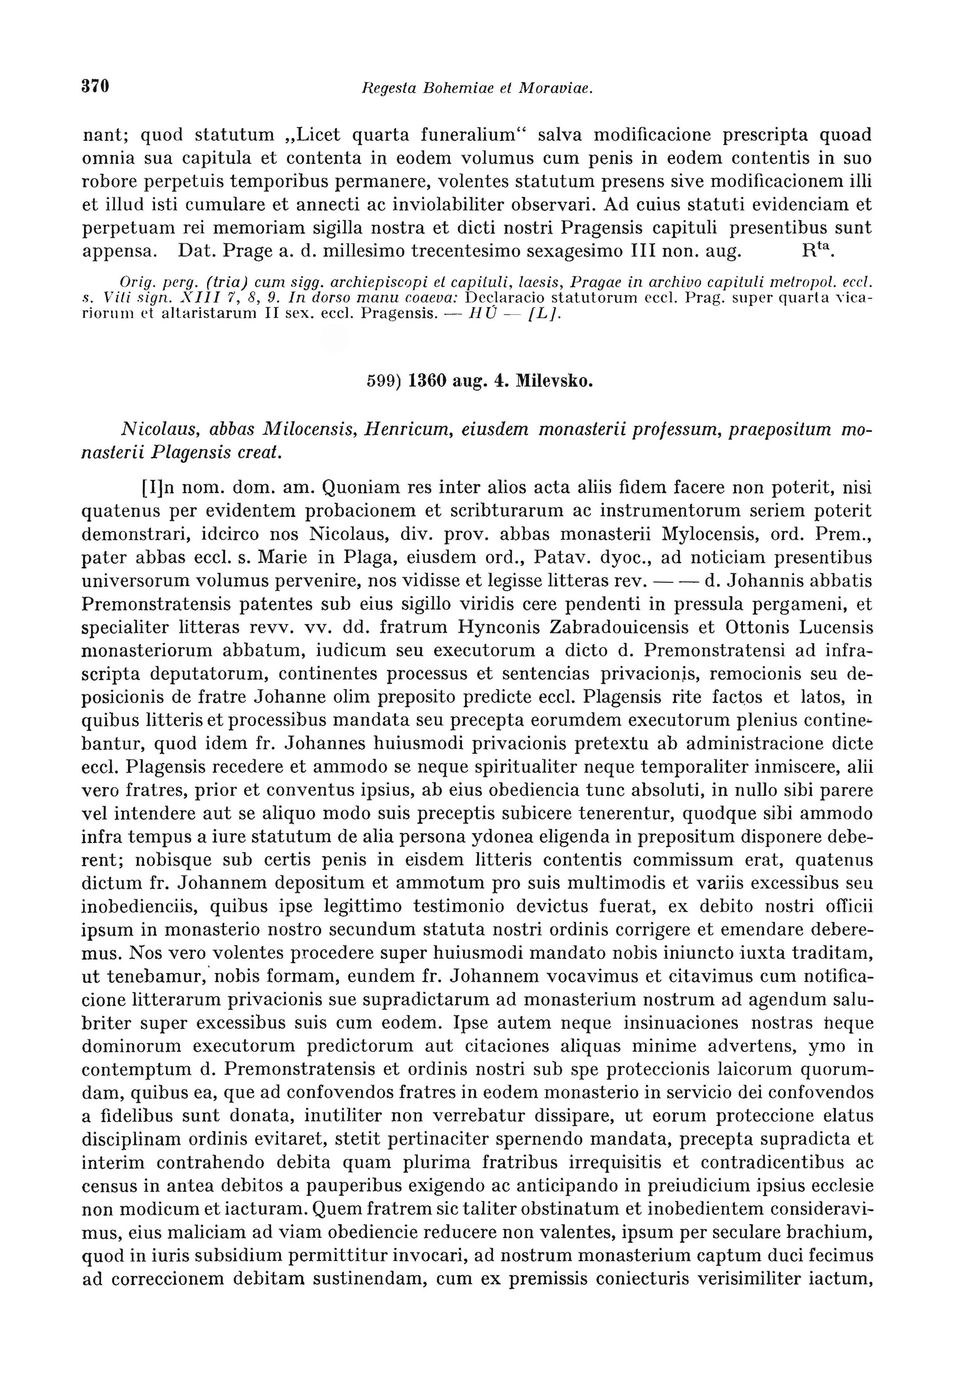 370 Regesta Bohemiae et Moraviae.
nant; quod statutum „Licet quarta funeralium“ salva modificacione prescripta quoad
omnia sua capitula et contenta in eodem volumus cum penis in eodem contentis in suo
robore perpetuis temporibus permanere, volentes statutum presens sive modificacionem illi
et illud isti cumulare et annecti ac inviolabiliter observari. Ad cuius statuti evidenciam et
perpetuam rei memoriam sigilla nostra et dicti nostri Pragensis capituli presentibus sunt
appensa. Dat. Prage a. d. millesimo trecentesimo sexagesimo III non. aug. Rta.
Orig. perg. (tria) cum sigg. archiepiscopi et capituli, laesis, Pragae in archivo capituli metropol. eccl.
s. Viti sign. XIII 7, 8, 9. In dorso manu coaeva: Declaracio statutorum eccl. Prag. super quarta vica-
riorum et altaristarum II sex. eccl. Pragensis. — HÚ — [L].
599) 1360 aug. 4. Milevsko.
Nicolaus, abbas Milocensis, Henricum, eiusdem monasterii professum, praepositum mo-
nasterii Plagensis creat.
[I]n nom. dom. am. Quoniam res inter alios acta aliis fidem facere non poterit, nisi
quatenus per evidentem probacionem et scribturarum ac instrumentorum seriem poterit
demonstrari, idcirco nos Nicolaus, div. prov. abbas monasterii Mylocensis, ord. Prem.,
pater abbas eccl. s. Marie in Plaga, eiusdem ord., Patav. dyoc., ad noticiam presentibus
universorum volumus pervenire, nos vidisse et legisse litteras rev. — — d. Johannis abbatis
Premonstratensis patentes sub eius sigillo viridis cere pendenti in pressula pergameni, et
specialiter litteras revv. vv. dd. fratrum Hynconis Zabradouicensis et Ottonis Lucensis
monasteriorum abbatum, iudicum seu executorum a dicto d. Premonstratensi ad infra-
scripta deputatorum, continentes processus et sentencias privacionis, remocionis seu de-
posicionis de fratre Johanne olim preposito predicte eccl. Plagensis rite factos et latos, in
quibus litteris et processibus mandata seu precepta eorumdem executorum plenius contine-
bantur, quod idem fr. Johannes huiusmodi privacionis pretextu ab administracione dicte
eccl. Plagensis recedere et ammodo se neque spiritualiter neque temporaliter inmiscere, alii
vero fratres, prior et conventus ipsius, ab eius obediencia tunc absoluti, in nullo sibi parere
vel intendere aut se aliquo modo suis preceptis subicere tenerentur, quodque sibi ammodo
infra tempus a iure statutum de alia persona ydonea eligenda in prepositum disponere debe-
rent; nobisque sub certis penis in eisdem litteris contentis commissum erat, quatenus
dictum fr. Johannem depositum et ammotum pro suis multimodis et variis excessibus seu
inobedienciis, quibus ipse legittimo testimonio devictus fuerat, ex debito nostri officii
ipsum in monasterio nostro secundum statuta nostri ordinis corrigere et emendare debere-
mus. Nos vero volentes procedere super huiusmodi mandato nobis iniuncto iuxta traditam,
ut tenebamur, nobis formam, eundem fr. Johannem vocavimus et citavimus cum notifica-
cione litterarum privacionis sue supradictarum ad monasterium nostrum ad agendum salu-
briter super excessibus suis cum eodem. Ipse autem neque insinuaciones nostras neque
dominorum executorum predictorum aut citaciones aliquas minime advertens, ymo in
contemptum d. Premonstratensis et ordinis nostri sub spe proteccionis laicorum quorum-
dam, quibus ea, que ad confovendos fratres in eodem monasterio in servicio dei confovendos
a fidelibus sunt donata, inutiliter non verrebatur dissipare, ut eorum proteccione elatus
disciplinam ordinis evitaret, stetit pertinaciter spernendo mandata, precepta supradicta et
interim contrahendo debita quam plurima fratribus irrequisitis et contradicentibus ac
census in antea debitos a pauperibus exigendo ac anticipando in preiudicium ipsius ecclesie
non modicum et iacturam. Quem fratrem sic taliter obstinatum et inobedientem consideravi-
mus, eius maliciam ad viam obediencie reducere non valentes, ipsum per seculare brachium,
quod in iuris subsidium permittitur invocari, ad nostrum monasterium captum duci fecimus
ad correccionem debitam sustinendam, cum ex premissis coniecturis verisimiliter iactum,